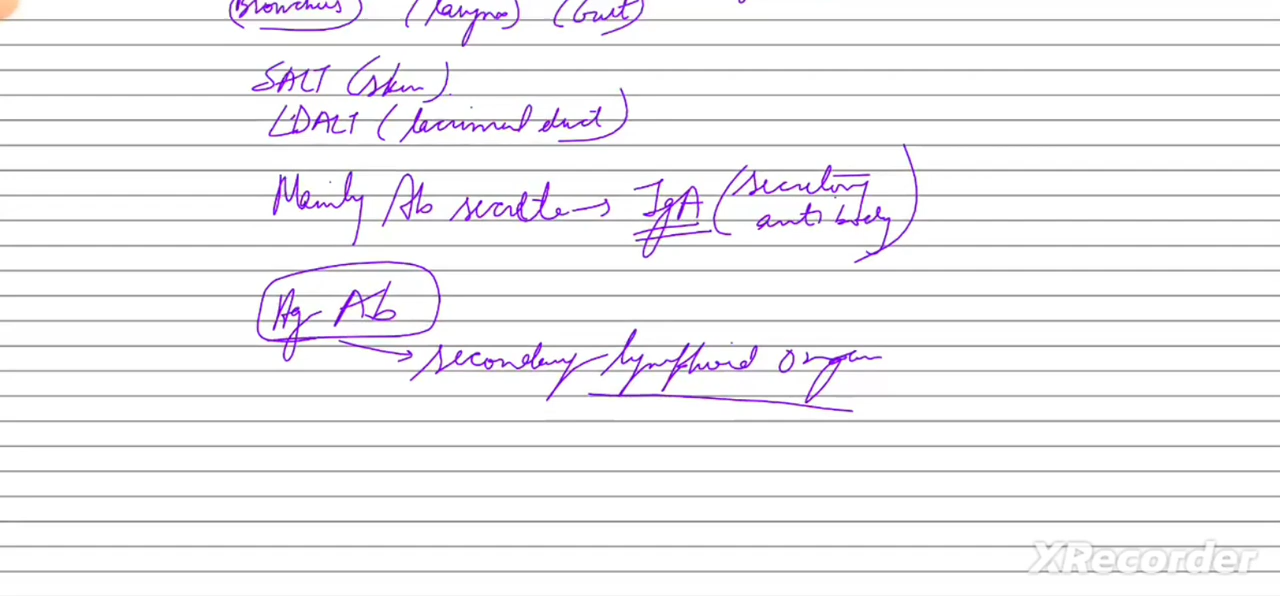 (Bronchus) (larynx) (Gut)
SALT (skin)
LDALT (lacrimal duct)
Mainly Ab secrete → IgA (secretory antibody)
Ag-Ab
→ secondary lymphoid organ
XRecorder